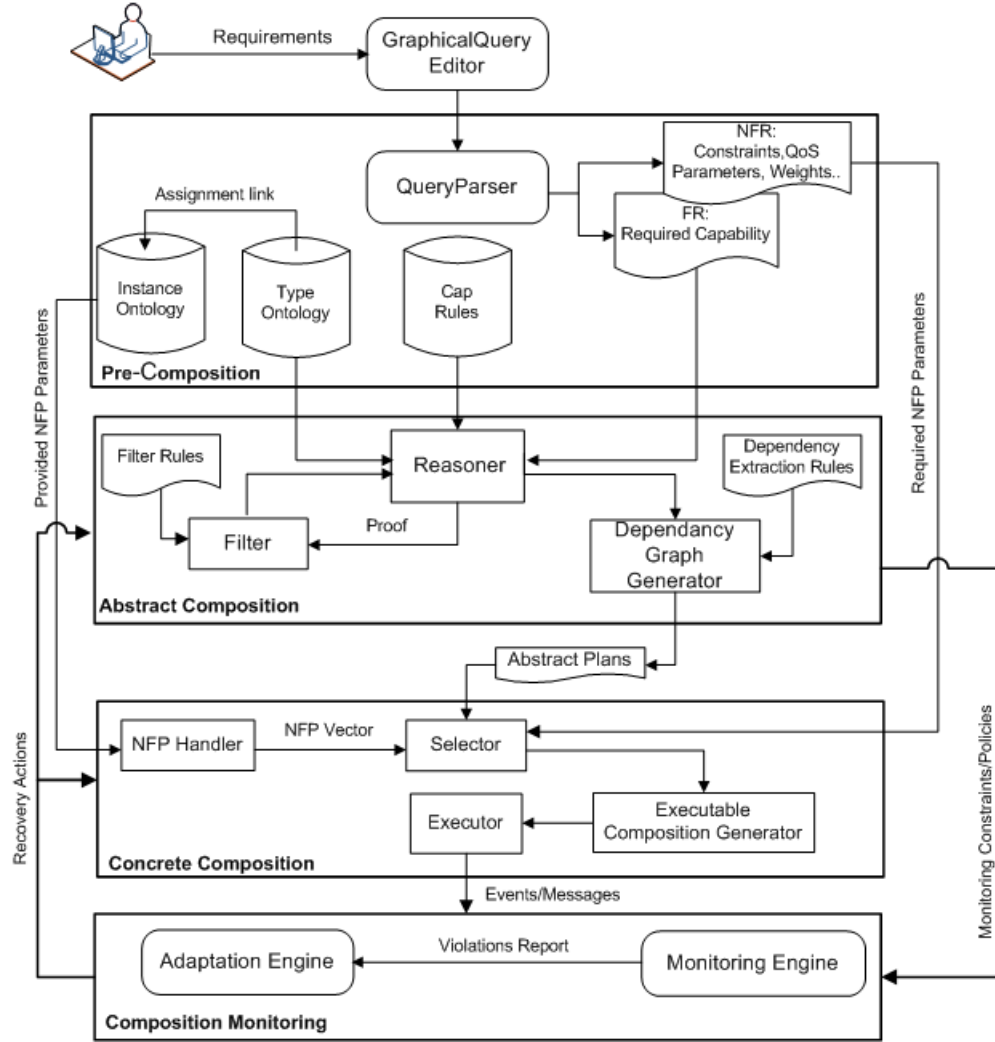 Requirements
GraphicalQuery
Editor
NFR:
Constraints,QoS
Parameters, Weights..
QueryParser
Assignment link
FR:
Required Capability
Instance
Ontology
Type
Ontology
Cap
Rules
Pre-Composition
Provided NFP Parameters
Required NFP Parameters
Filter Rules
Reasoner
Dependency
Extraction Rules
Proof
Filter
Dependancy
Graph
Generator
Abstract Composition
Abstract Plans
NFP Handler
NFP Vector
Selector
Executor
Executable
Composition Generator
Concrete Composition
Recovery Actions
Monitoring Constraints/Policies
Events/Messages
Adaptation Engine
Violations Report
Monitoring Engine
Composition Monitoring